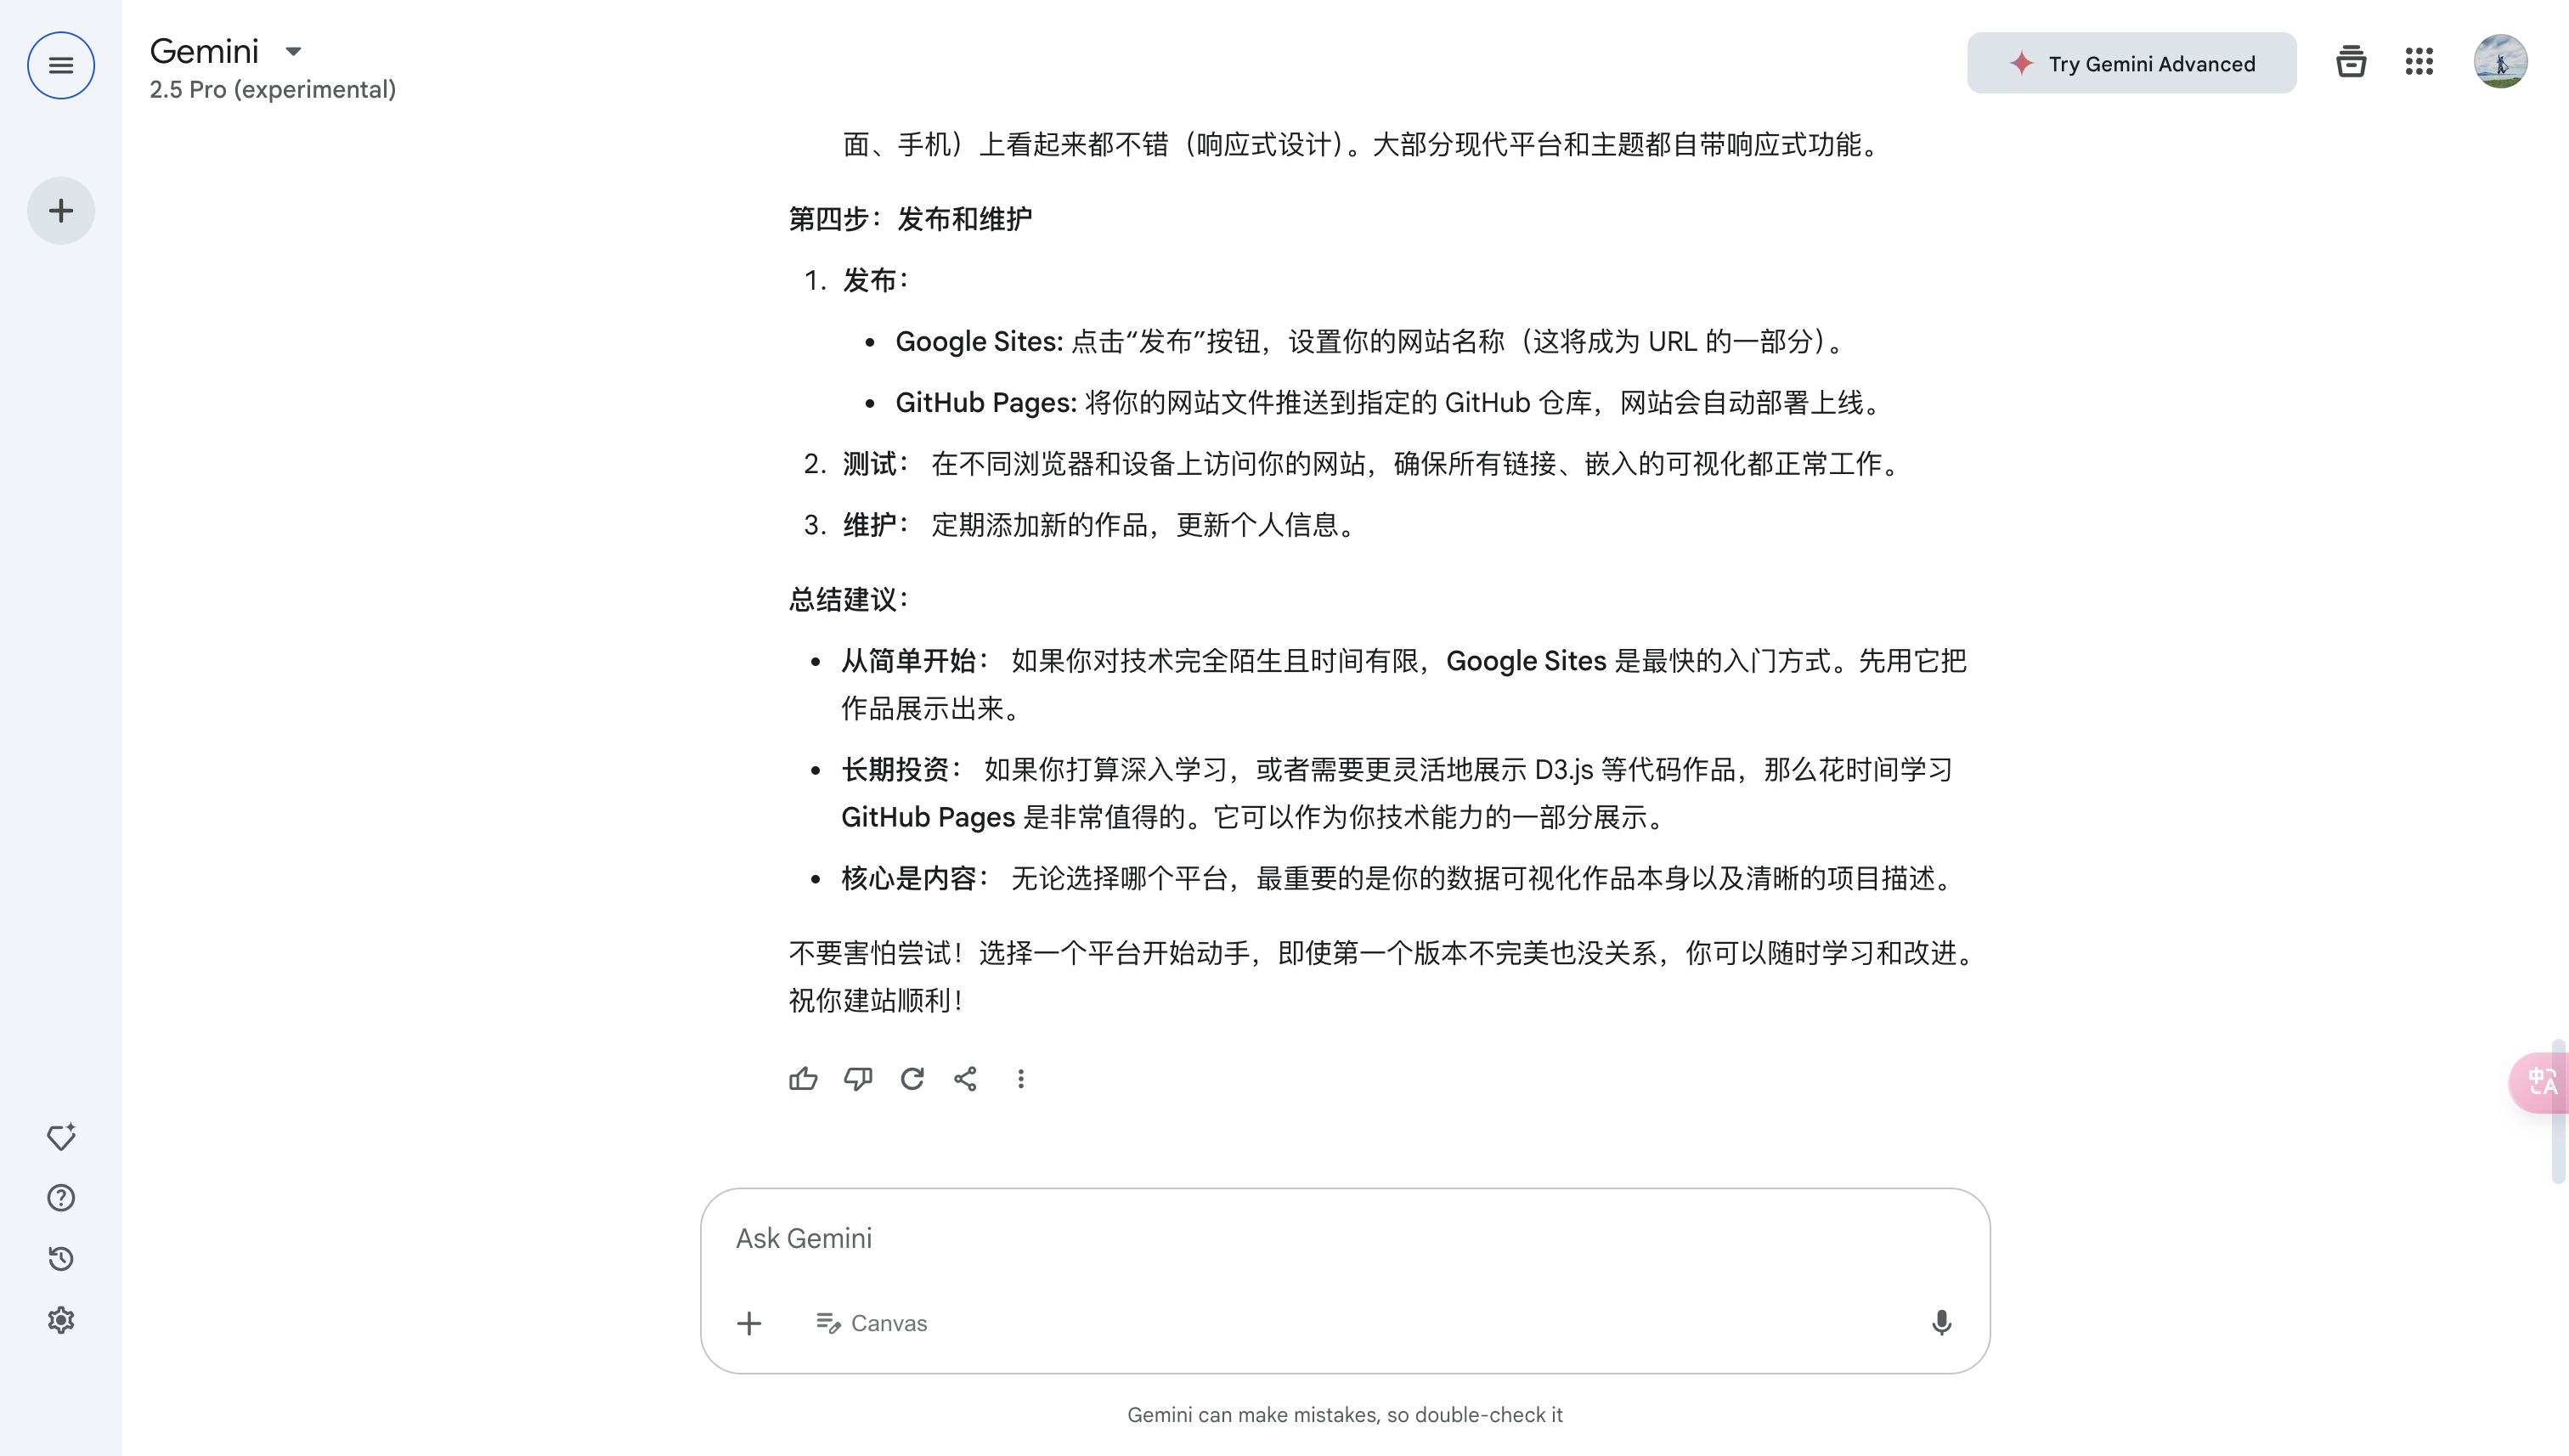 Gemini
2.5 Pro (experimental)
Try Gemini Advanced
面、手机）上看起来都不错（响应式设计）。大部分现代平台和主题都自带响应式功能。
第四步：发布和维护
1. 发布：
• Google Sites: 点击“发布”按钮，设置你的网站名称（这将成为 URL 的一部分）。
• GitHub Pages: 将你的网站文件推送到指定的 GitHub 仓库，网站会自动部署上线。
2. 测试： 在不同浏览器和设备上访问你的网站，确保所有链接、嵌入的可视化都正常工作。
3. 维护： 定期添加新的作品，更新个人信息。
总结建议：
• 从简单开始： 如果你对技术完全陌生且时间有限，Google Sites 是最快的入门方式。先用它把
作品展示出来。
• 长期投资： 如果你打算深入学习，或者需要更灵活地展示 D3.js 等代码作品，那么花时间学习
GitHub Pages 是非常值得的。它可以作为你技术能力的一部分展示。
• 核心是内容： 无论选择哪个平台，最重要的是你的数据可视化作品本身以及清晰的项目描述。
不要害怕尝试！选择一个平台开始动手，即使第一个版本不完美也没关系，你可以随时学习和改进。
祝你建站顺利！
中A
Ask Gemini
Canvas
Gemini can make mistakes, so double-check it